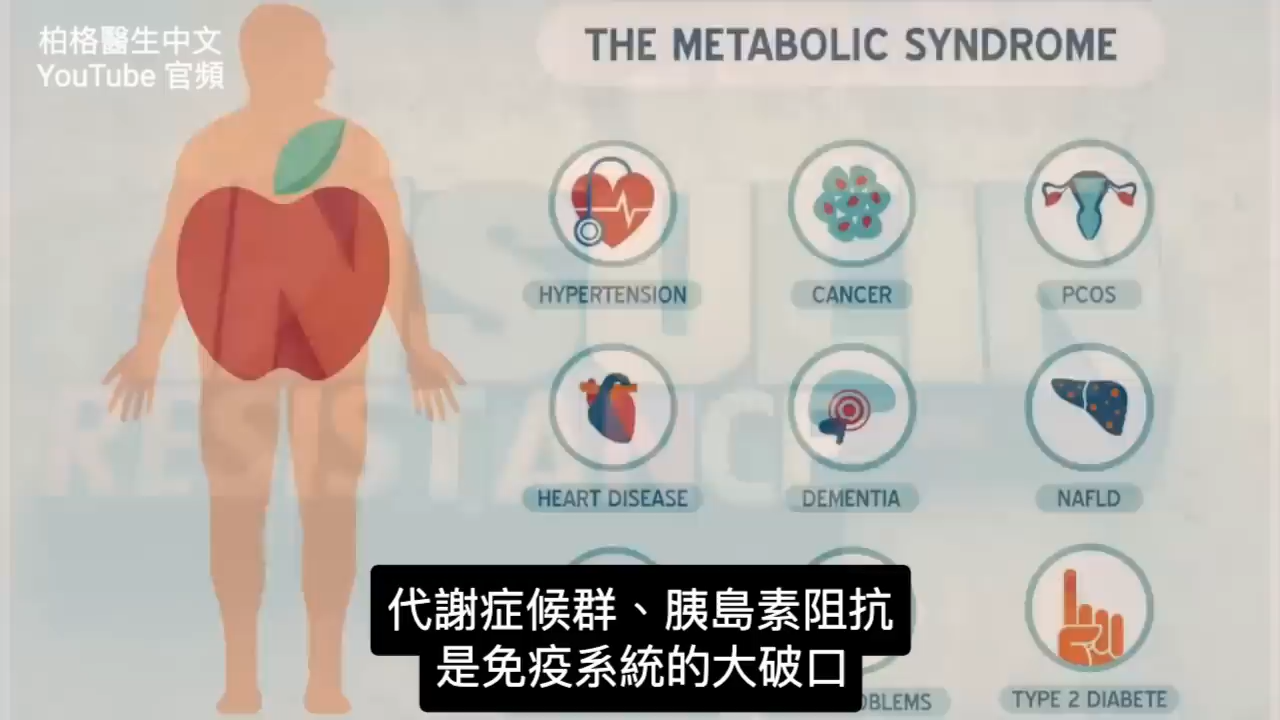 柏格醫生中文
YouTube 官頻
THE METABOLIC SYNDROME
HYPERTENSION
CANCER
PCOS
HEART DISEASE
DEMENTIA
NAFLD
RESISTANCE
代謝症候群、胰島素阻抗
是免疫系統的大破口
TYPE 2 DIABETE